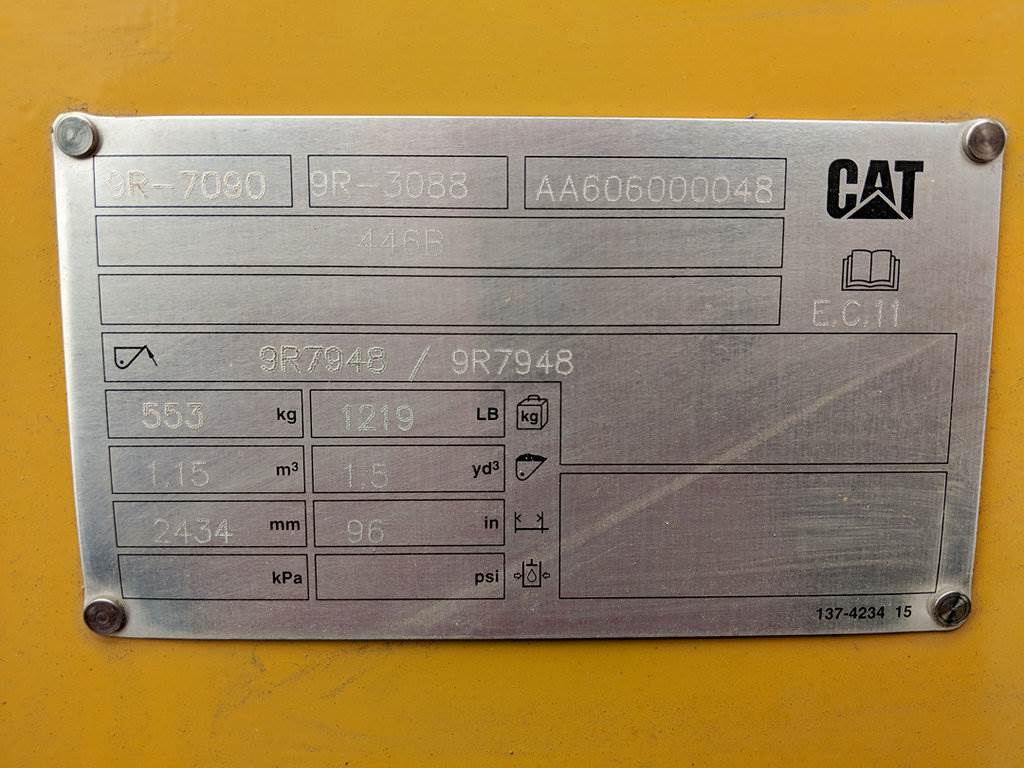 9R-7090 9R-3088 AA606000048
CAT
446B
E.C.11
9R7948 / 9R7948
553 kg 1219 LB kg
1.15 m³ 1.5 yd³
2434 mm 96 in
kPa psi
137-4234 15